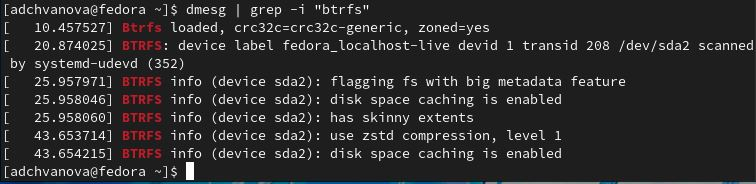 [adchvanova@fedora ~]$ dmesg | grep -i "btrfs"
[   10.457527] Btrfs loaded, crc32c=crc32c-generic, zoned=yes
[   20.874025] BTRFS: device label fedora_localhost-live devid 1 transid 208 /dev/sda2 scanned
by systemd-udevd (352)
[   25.957971] BTRFS info (device sda2): flagging fs with big metadata feature
[   25.958046] BTRFS info (device sda2): disk space caching is enabled
[   25.958060] BTRFS info (device sda2): has skinny extents
[   43.653714] BTRFS info (device sda2): use zstd compression, level 1
[   43.654215] BTRFS info (device sda2): disk space caching is enabled
[adchvanova@fedora ~]$